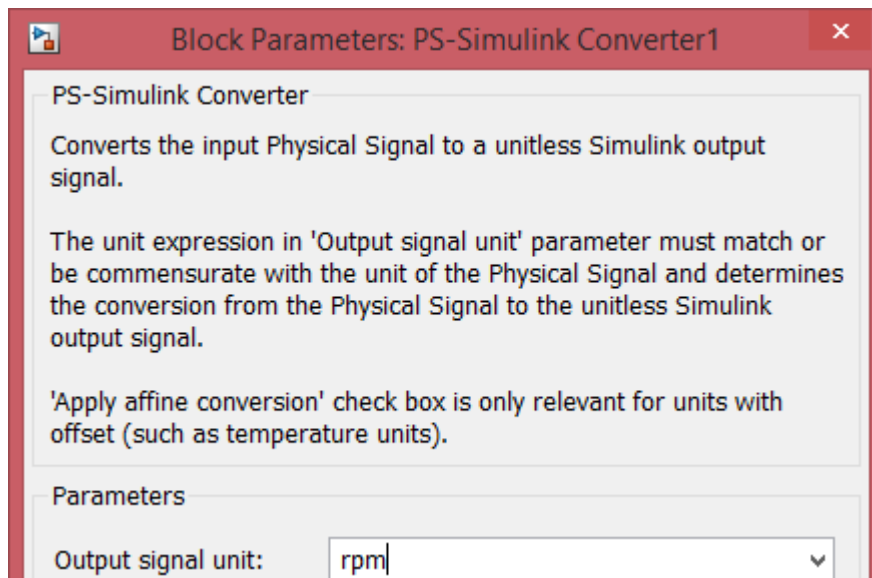 Block Parameters: PS-Simulink Converter1
PS-Simulink Converter
Converts the input Physical Signal to a unitless Simulink output
signal.
The unit expression in 'Output signal unit' parameter must match or
be commensurate with the unit of the Physical Signal and determines
the conversion from the Physical Signal to the unitless Simulink
output signal.
'Apply affine conversion' check box is only relevant for units with
offset (such as temperature units).
Parameters
Output signal unit: rpm